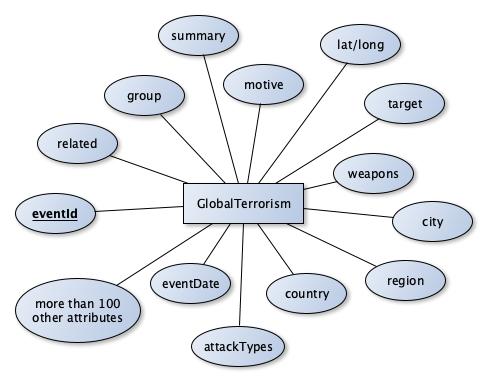 summary
lat/long
motive
group
target
related
weapons
GlobalTerrorism
eventId
city
eventDate
region
country
more than 100
other attributes
attackTypes